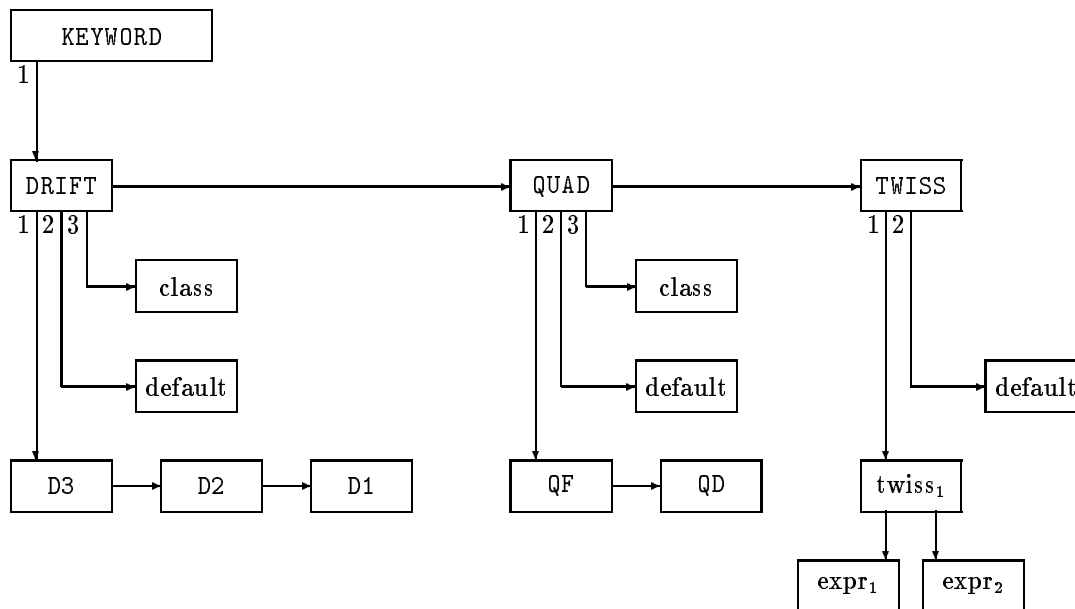 KEYWORD
1
DRIFT QUAD TWISS
1 2 3 1 2 3 1 2
class class
default default default
D3 D2 D1 QF QD twiss₁
expr₁ expr₂